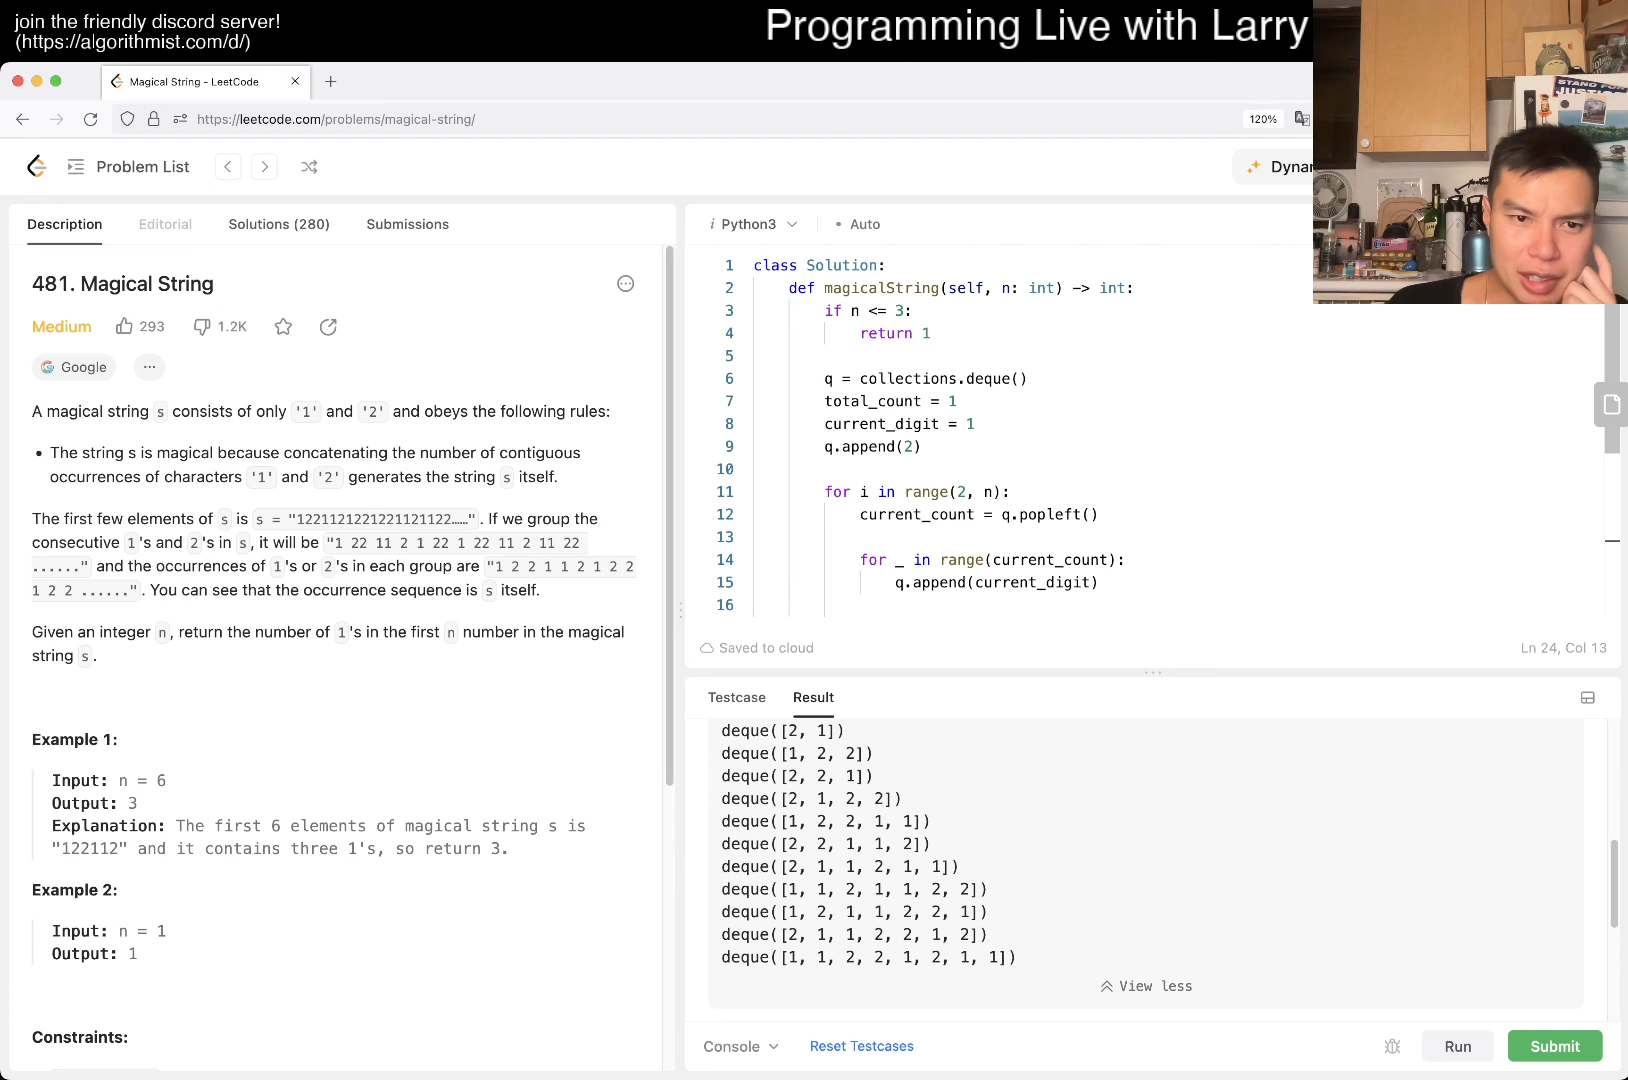 join the friendly discord server!
(https://algorithmist.com/d/)
Programming Live with Larry
Magical String - LeetCode
https://leetcode.com/problems/magical-string/
120%
Problem List
Dynam
Description
Editorial
Solutions (280)
Submissions
481. Magical String
Medium
293
1.2K
Google
...
A magical string s consists of only '1' and '2' and obeys the following rules:
• The string s is magical because concatenating the number of contiguous
occurrences of characters '1' and '2' generates the string s itself.
The first few elements of s is s = "1221121221221121122……". If we group the
consecutive 1's and 2's in s, it will be "1 22 11 2 1 22 1 22 11 2 11 22
......" and the occurrences of 1's or 2's in each group are "1 2 2 1 1 2 1 2 2
1 2 2 ......". You can see that the occurrence sequence is s itself.
Given an integer n, return the number of 1's in the first n number in the magical
string s.
Example 1:
Input: n = 6
Output: 3
Explanation: The first 6 elements of magical string s is
"122112" and it contains three 1's, so return 3.
Example 2:
Input: n = 1
Output: 1
Constraints:
i Python3
• Auto
1 class Solution:
2 def magicalString(self, n: int) -> int:
3 if n <= 3:
4 return 1
5
6 q = collections.deque()
7 total_count = 1
8 current_digit = 1
9 q.append(2)
10
11 for i in range(2, n):
12 current_count = q.popleft()
13
14 for _ in range(current_count):
15 q.append(current_digit)
16
Saved to cloud
Ln 24, Col 13
Testcase
Result
deque([2, 1])
deque([1, 2, 2])
deque([2, 2, 1])
deque([2, 1, 2, 2])
deque([1, 2, 2, 1, 1])
deque([2, 2, 1, 1, 2])
deque([2, 1, 1, 2, 1, 1])
deque([1, 1, 2, 1, 1, 2, 2])
deque([1, 2, 1, 1, 2, 2, 1])
deque([2, 1, 1, 2, 2, 1, 2])
deque([1, 1, 2, 2, 1, 2, 1, 1])
View less
Console
Reset Testcases
Run
Submit